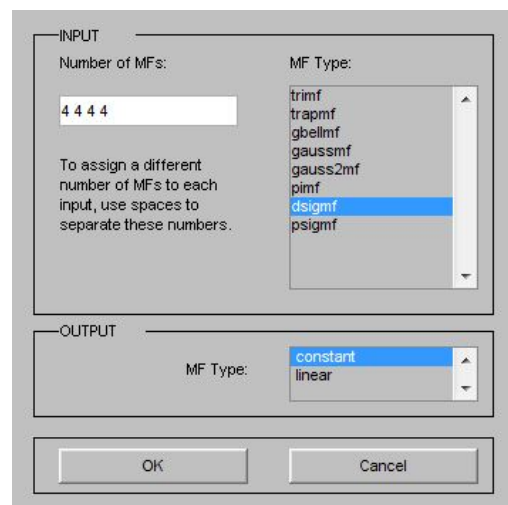 INPUT
Number of MFs:
4 4 4 4
To assign a different
number of MFs to each
input, use spaces to
separate these numbers.
MF Type:
trimf
trapmf
gbellmf
gaussmf
gauss2mf
pimf
dsigmf
psigmf
OUTPUT
MF Type:
constant
linear
OK
Cancel